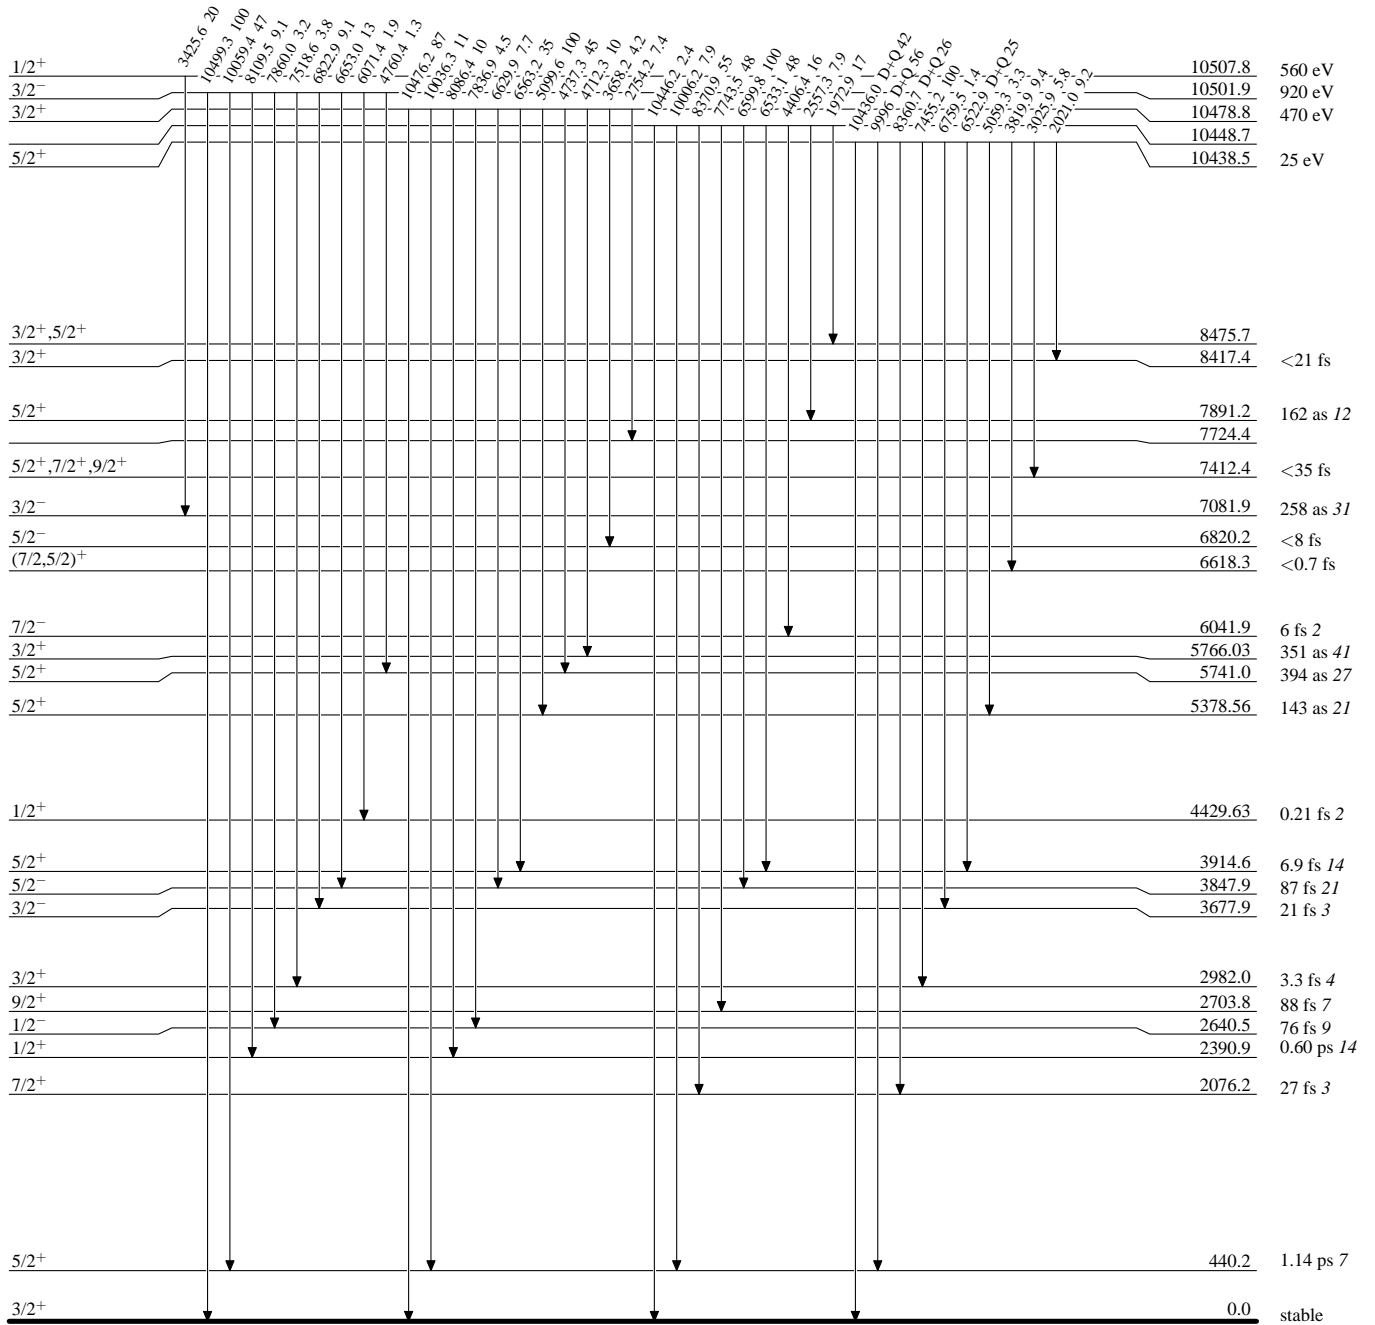 3425.6 20
10499.3 100
10059.4 47
8109.5 9.1
7860.0 3.2
7518.6 3.8
6822.9 9.1
6653.0 13
6071.4 1.9
4760.4 1.3
10476.2 87
10036.3 11
8086.4 10
7836.9 4.5
6629.9 7.7
6563.2 35
5099.6 100
4737.3 45
4712.3 10
3658.2 4.2
2754.2 7.4
10446.2 2.4
10006.2 7.9
8370.9 55
7743.5 48
6599.8 100
6533.1 48
4406.4 16
2557.3 7.9
1972.9 17
10436.0 D+Q 42
9996 D+Q 56
8360.7 D+Q 26
7455.2 100
6759.5 1.4
6522.9 D+Q 25
5059.3 3.3
3819.9 9.4
3025.9 5.8
2021.0 9.2
1/2+ 10507.8 560 eV
3/2− 10501.9 920 eV
3/2+ 10478.8 470 eV
10448.7
5/2+ 10438.5 25 eV
3/2+,5/2+ 8475.7
3/2+ 8417.4 <21 fs
5/2+ 7891.2 162 as 12
7724.4
5/2+,7/2+,9/2+ 7412.4 <35 fs
3/2− 7081.9 258 as 31
5/2− 6820.2 <8 fs
(7/2,5/2)+ 6618.3 <0.7 fs
7/2− 6041.9 6 fs 2
3/2+ 5766.03 351 as 41
5/2+ 5741.0 394 as 27
5/2+ 5378.56 143 as 21
1/2+ 4429.63 0.21 fs 2
5/2+ 3914.6 6.9 fs 14
5/2− 3847.9 87 fs 21
3/2− 3677.9 21 fs 3
3/2+ 2982.0 3.3 fs 4
9/2+ 2703.8 88 fs 7
1/2− 2640.5 76 fs 9
1/2+ 2390.9 0.60 ps 14
7/2+ 2076.2 27 fs 3
5/2+ 440.2 1.14 ps 7
3/2+ 0.0 stable